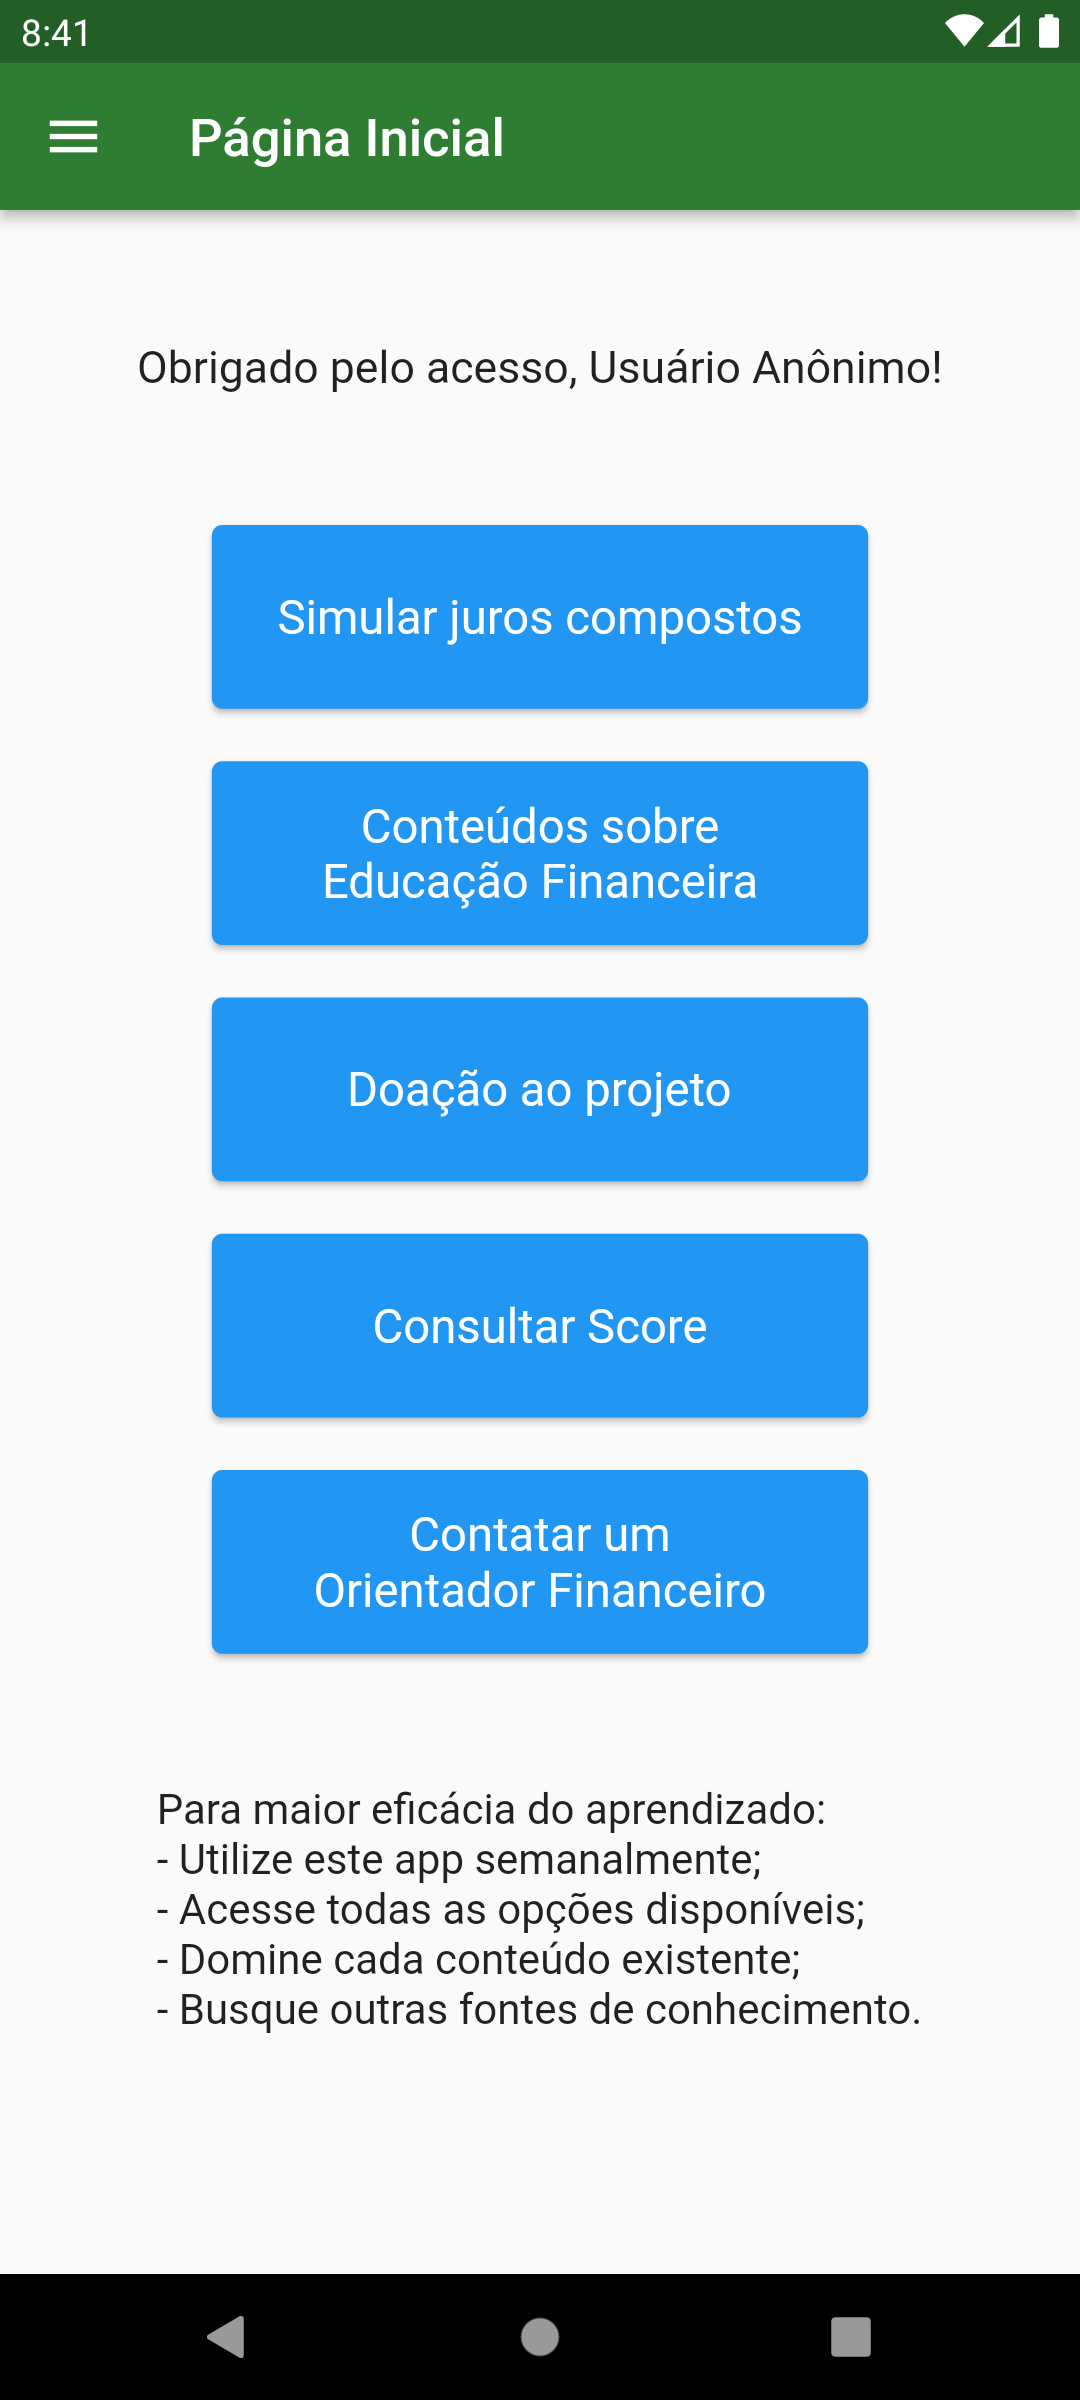 8:41
Página Inicial
Obrigado pelo acesso, Usuário Anônimo!
Simular juros compostos
Conteúdos sobre
Educação Financeira
Doação ao projeto
Consultar Score
Contatar um
Orientador Financeiro
Para maior eficácia do aprendizado:
- Utilize este app semanalmente;
- Acesse todas as opções disponíveis;
- Domine cada conteúdo existente;
- Busque outras fontes de conhecimento.